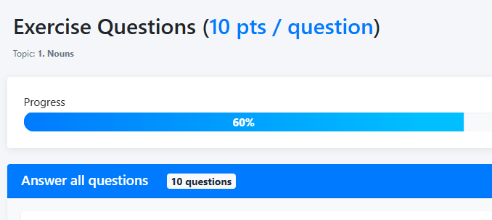 Exercise Questions (10 pts / question)
Topic: 1. Nouns
Progress
60%
Answer all questions 10 questions